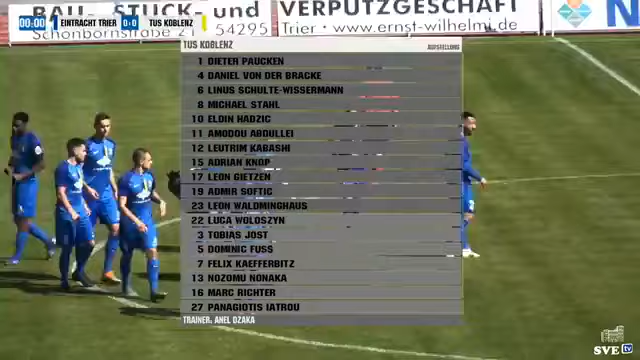 BAU- STUCK- und VERPUTZ
Schönbornstraße 21 54295 Trier www.ernst-wilhelmi.de
00:00 EINTRACHT TRIER 0:0 TUS KOBLENZ
TUS KOBLENZ AUFSTELLUNG
1 DIETER PAUCKEN
4 DANIEL VON DER BRACKE
6 LINUS SCHULTE-WISSERMANN
8 MICHAEL STAHL
10 ELDIN HADZIC
11 AMODOU ABDULLEI
12 LEUTRIM KABASHI
15 ADRIAN KNOP
17 LEON GIETZEN
19 ADMIR SOFTIC
23 LEON WALDMINGHAUS
22 LUCA WOLOSZYN
3 TOBIAS JOST
5 DOMINIC FUSS
7 FELIX KAEFFERBITZ
13 NOZOMU NONAKA
16 MARC RICHTER
27 PANAGIOTIS IATROU
TRAINER: ANEL DZAKA
SVE tv